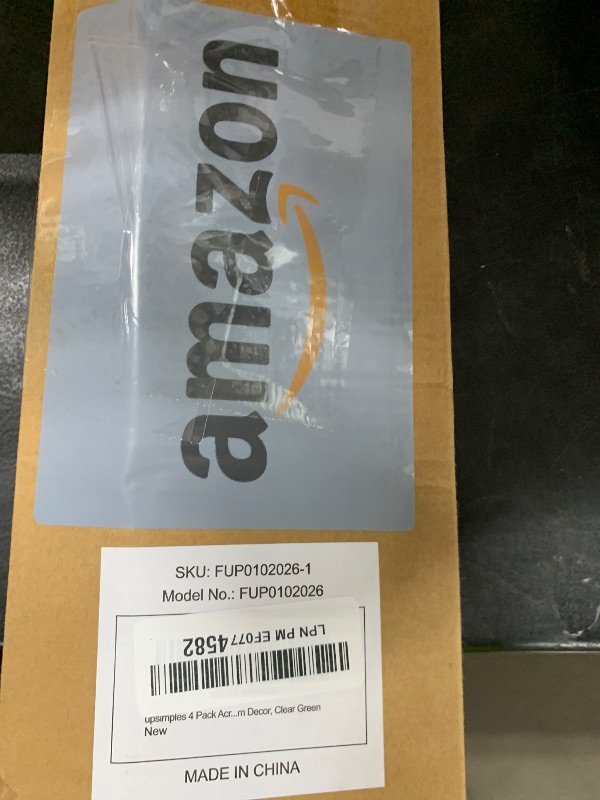 amazon
SKU: FUP0102026-1
Model No.: FUP0102026
LPN PM EF0774582
upsimples 4 Pack Acr...m Decor, Clear Green
New
MADE IN CHINA